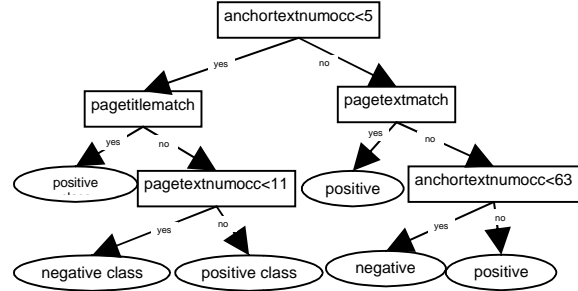 anchortextnumocc<5
yes
no
pagetitlematch
pagetextmatch
yes
no
yes
no
positive
pagetextnumocc<11
positive
anchortextnumocc<63
yes
no
yes
no
negative class
positive class
negative
positive